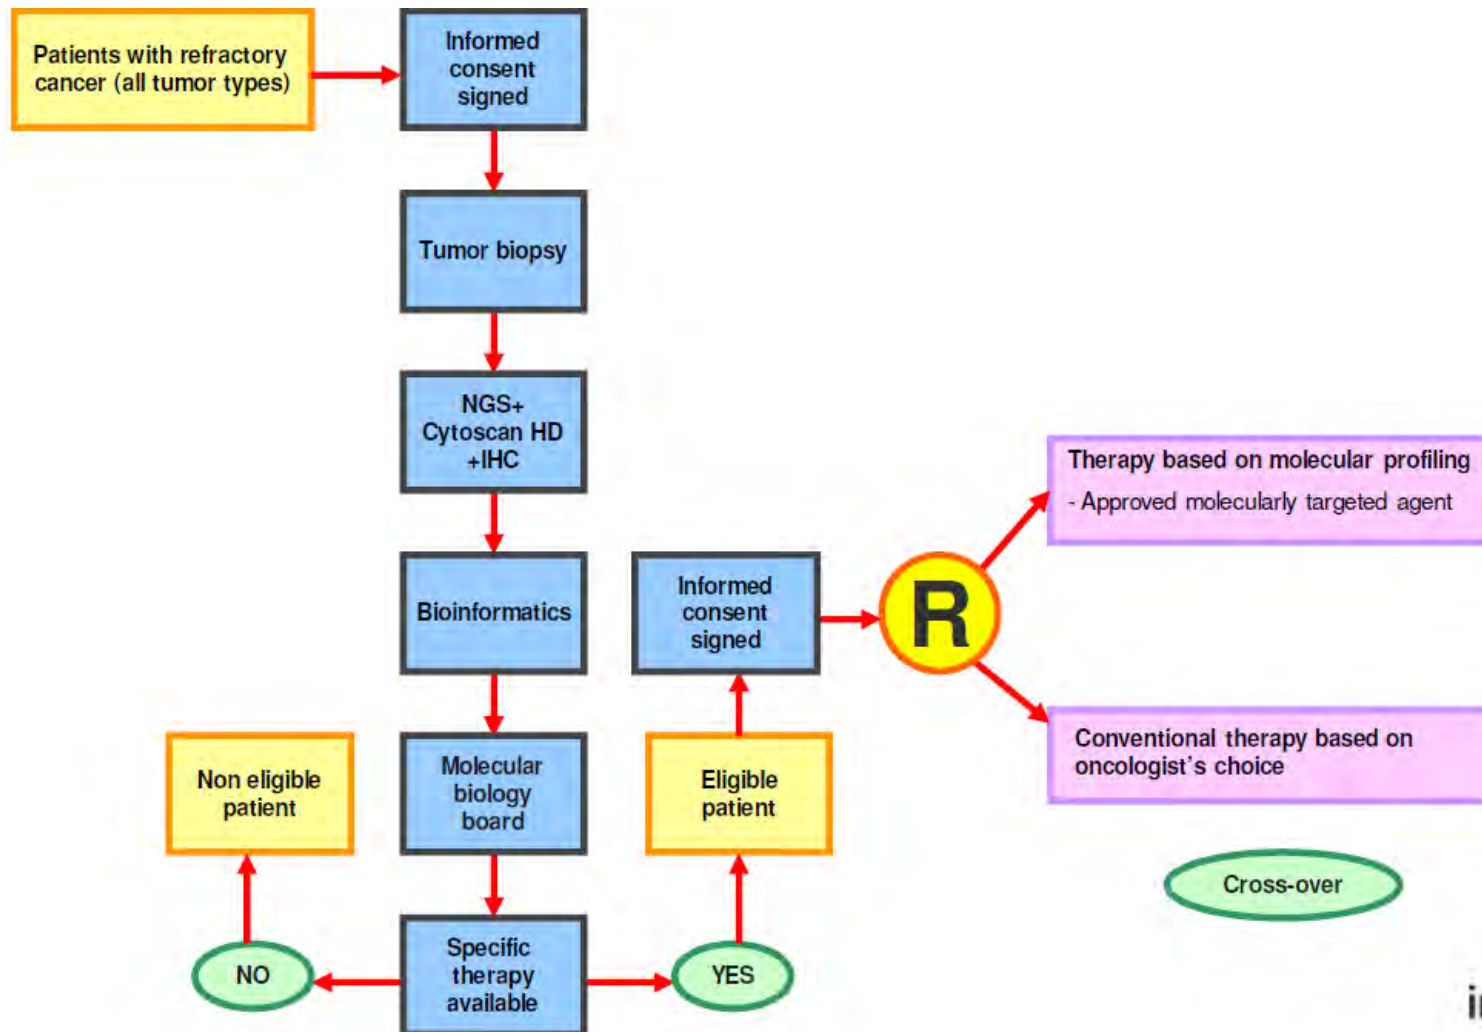 Patients with refractory
cancer (all tumor types)
Informed
consent
signed
Tumor biopsy
NGS+
Cytoscan HD
+IHC
Bioinformatics
Molecular
biology
board
Specific
therapy
available
NO
Non eligible
patient
YES
Eligible
patient
Informed
consent
signed
R
Therapy based on molecular profiling
- Approved molecularly targeted agent
Conventional therapy based on
oncologist's choice
Cross-over